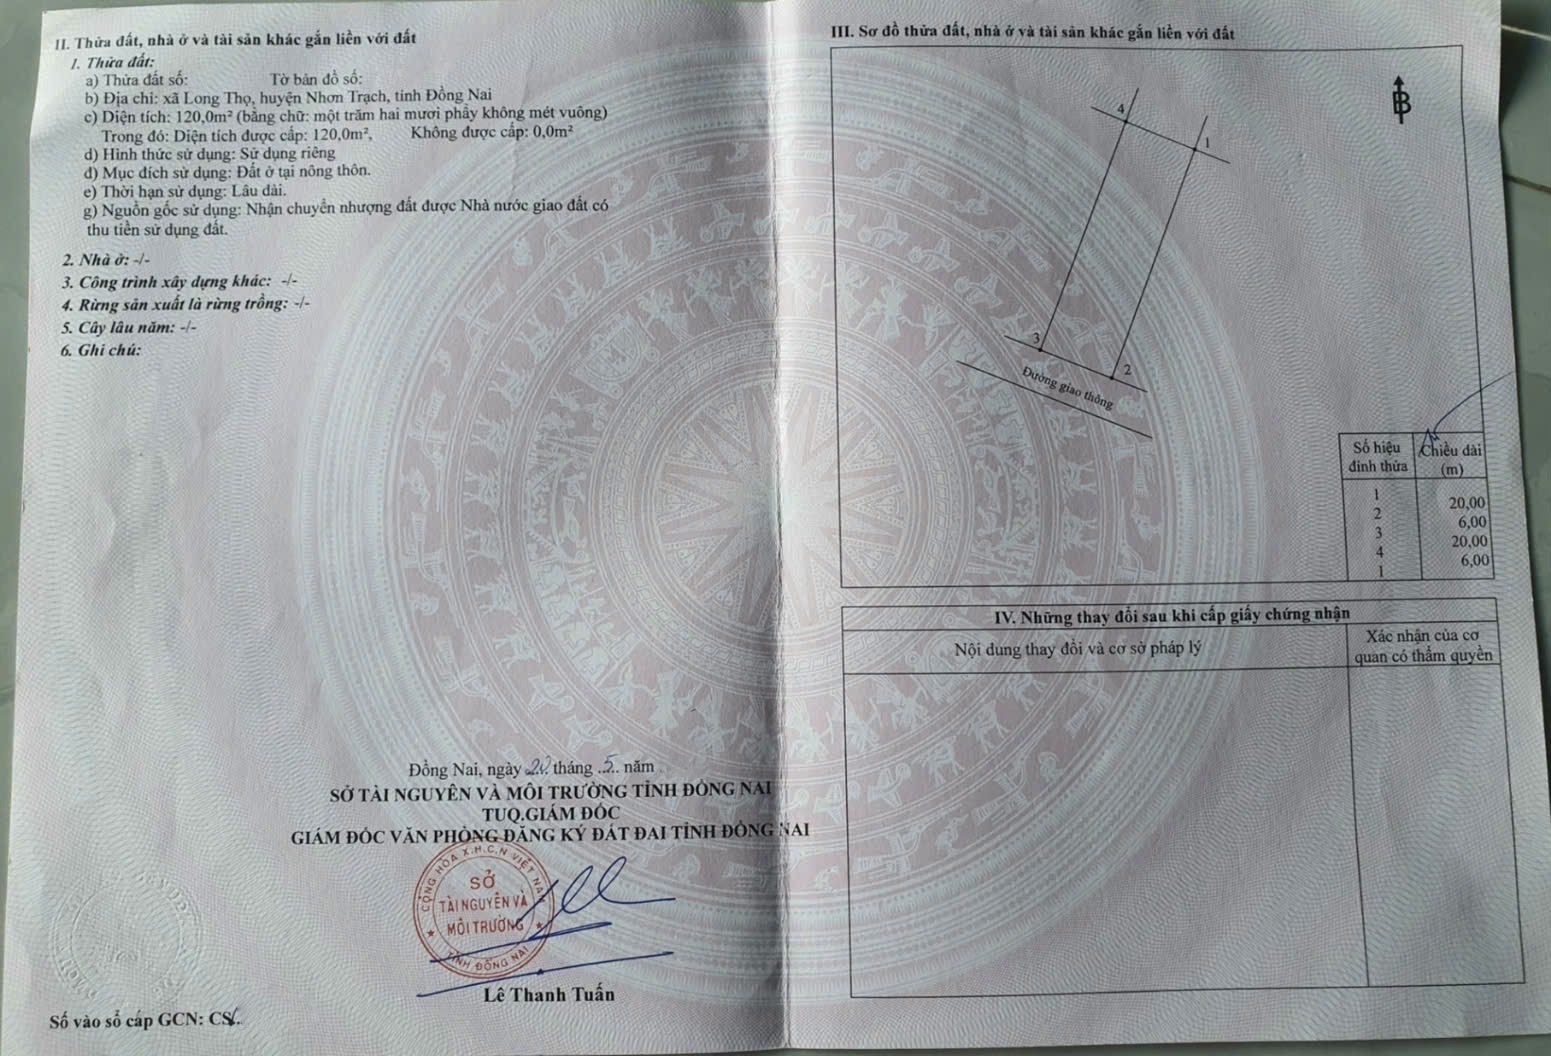 II. Thửa đất, nhà ở và tài sản khác gắn liền với đất
1. Thửa đất:
a) Thửa đất số: Tờ bản đồ số:
b) Địa chỉ: xã Long Thọ, huyện Nhơn Trạch, tỉnh Đồng Nai
c) Diện tích: 120,0m² (bằng chữ: một trăm hai mươi phẩy không mét vuông)
Trong đó: Diện tích được cấp: 120,0m², Không được cấp: 0,0m²
d) Hình thức sử dụng: Sử dụng riêng
đ) Mục đích sử dụng: Đất ở tại nông thôn.
e) Thời hạn sử dụng: Lâu dài.
g) Nguồn gốc sử dụng: Nhận chuyển nhượng đất được Nhà nước giao đất có
thu tiền sử dụng đất.
2. Nhà ở: -/-
3. Công trình xây dựng khác: -/-
4. Rừng sản xuất là rừng trồng: -/-
5. Cây lâu năm: -/-
6. Ghi chú:
Đồng Nai, ngày tháng 5 năm
SỞ TÀI NGUYÊN VÀ MÔI TRƯỜNG TỈNH ĐỒNG NAI
TUQ.GIÁM ĐỐC
GIÁM ĐỐC VĂN PHÒNG ĐĂNG KÝ ĐẤT ĐAI TỈNH ĐỒNG NAI
CỘNG HÒA X.H.C.N VIỆT NAM
SỞ
TÀI NGUYÊN VÀ
MÔI TRƯỜNG
TỈNH ĐỒNG NAI
Lê Thanh Tuấn
Số vào sổ cấp GCN: CS
III. Sơ đồ thửa đất, nhà ở và tài sản khác gắn liền với đất
B
4
1
3
2
Đường giao thông
Số hiệu đỉnh thửa Chiều dài (m)
1
20,00
2
6,00
3
20,00
4
6,00
1
IV. Những thay đổi sau khi cấp giấy chứng nhận
Nội dung thay đổi và cơ sở pháp lý
Xác nhận của cơ
quan có thẩm quyền